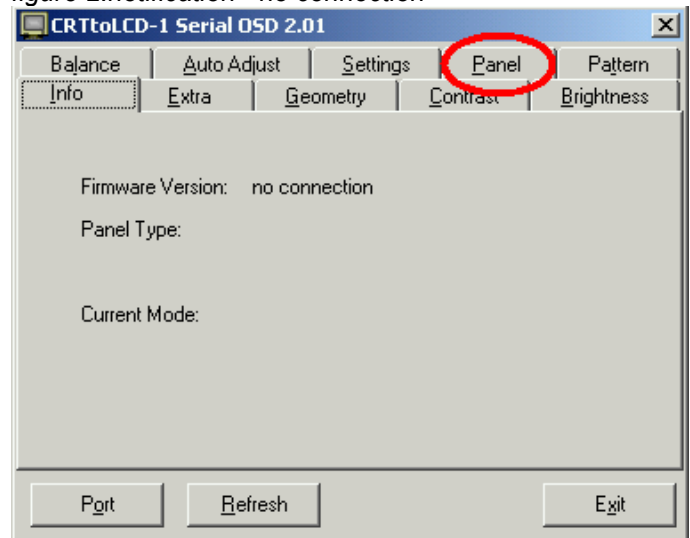 CRTtoLCD-1 Serial OSD 2.01
Balance Auto Adjust Settings Panel Pattern
Info Extra Geometry Contrast Brightness
Firmware Version: no connection
Panel Type:
Current Mode:
Port Refresh Exit